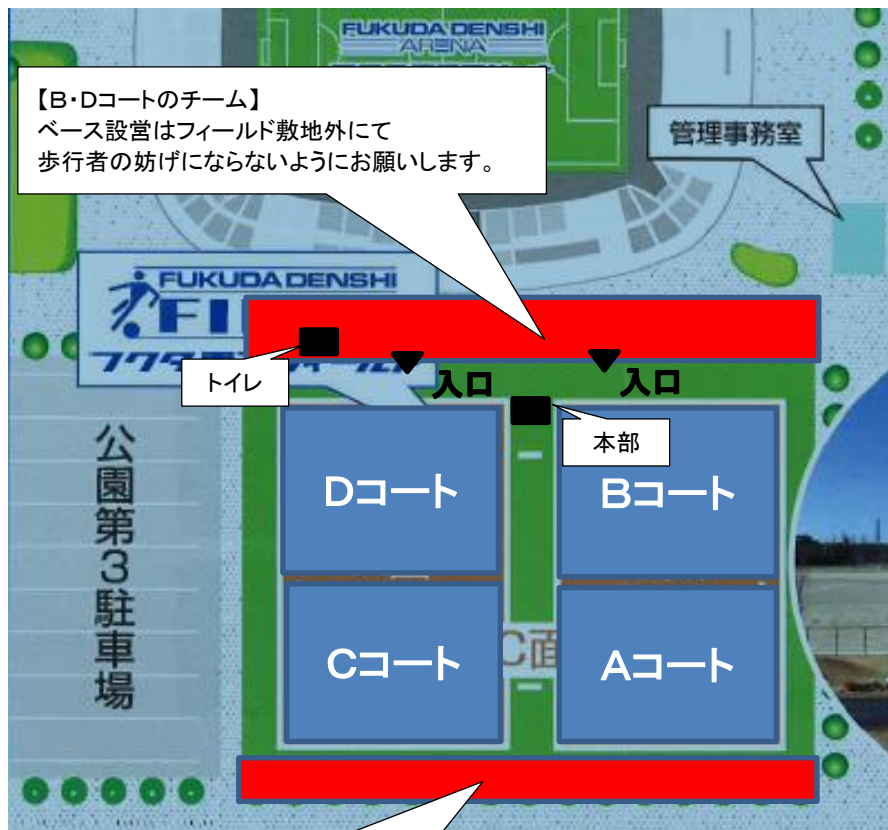 FUKUDA DENSHI
ARENA
【B・Dコートのチーム】
ベース設営はフィールド敷地外にて
歩行者の妨げにならないようにお願いします。
管理事務室
FUKUDA DENSHI
トイレ
入口
入口
本部
公園第3駐車場
Dコート
Bコート
Cコート
C面
Aコート